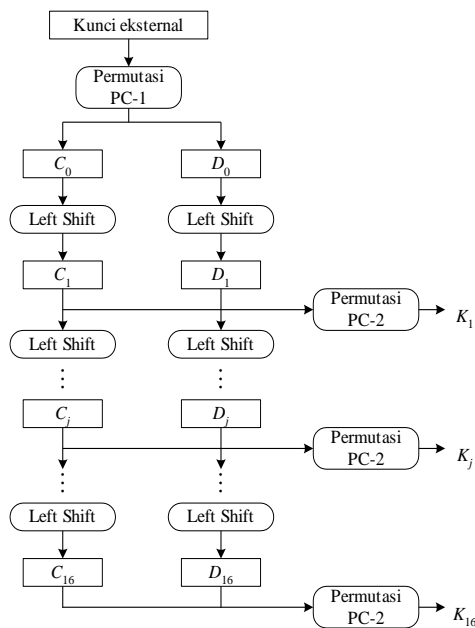 Kunci eksternal
Permutasi
PC-1
C0 D0
Left Shift Left Shift
C1 D1
Permutasi
PC-2
K1
Left Shift Left Shift
Cj Dj
Permutasi
PC-2
Kj
Left Shift Left Shift
C16 D16
Permutasi
PC-2
K16